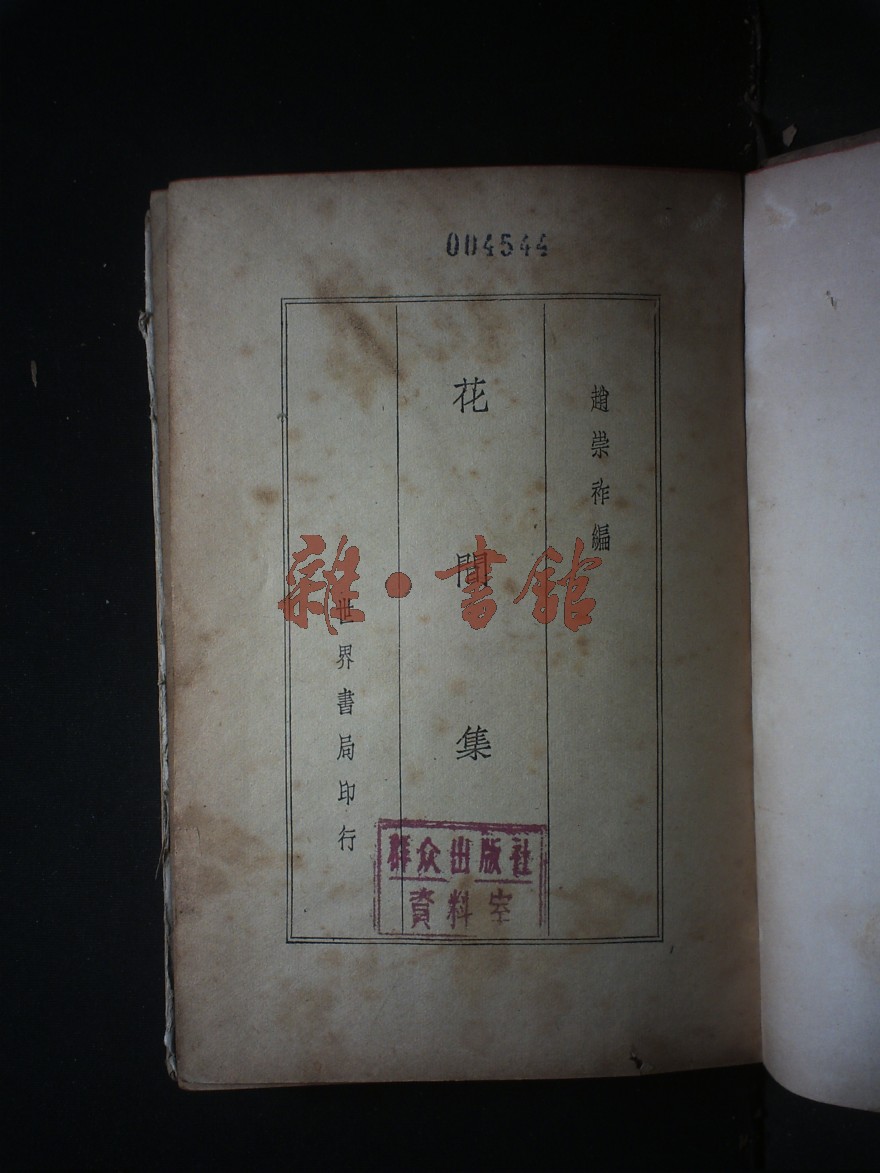 004544
趙崇祚編
花間集
世界書局印行
雜·書館
群众出版社
資料室